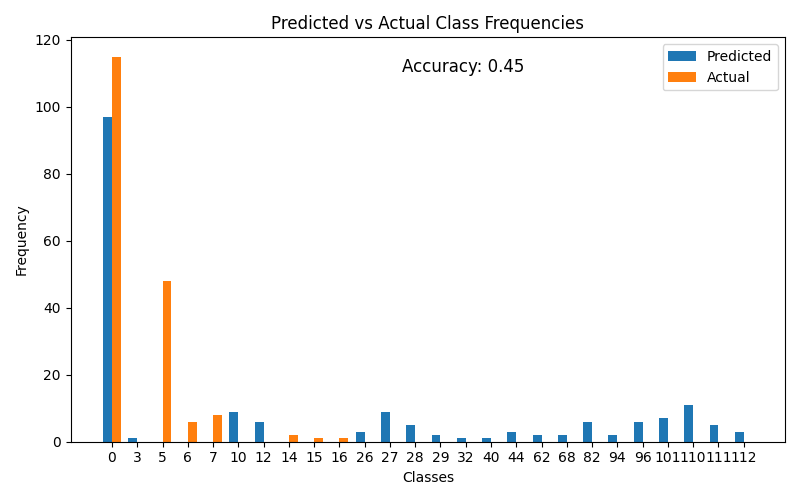 Predicted vs Actual Class Frequencies
Accuracy: 0.45
Predicted
Actual
120
100
80
60
40
20
0
Frequency
0 3 5 6 7 10 12 14 15 16 26 27 28 29 32 40 44 62 68 82 94 96 101 110 111 112
Classes